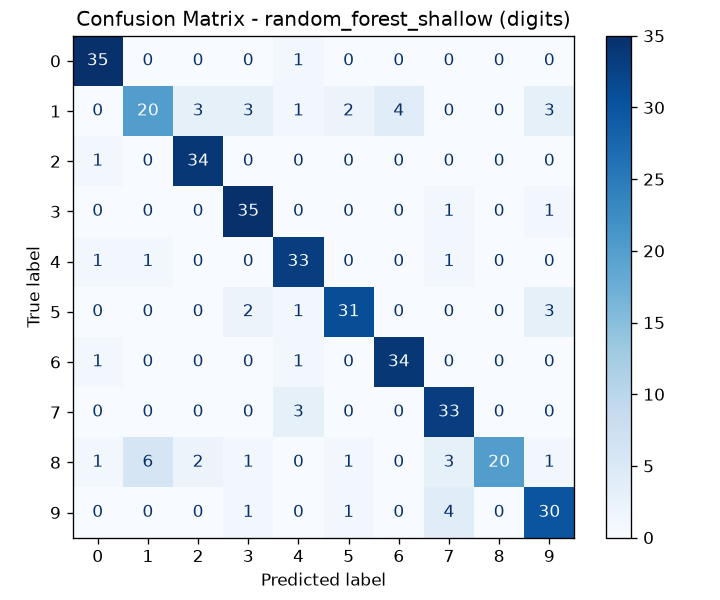 Confusion Matrix - random_forest_shallow (digits)
0 35 0 0 0 1 0 0 0 0 0
1 0 20 3 3 1 2 4 0 0 3
2 1 0 34 0 0 0 0 0 0 0
3 0 0 0 35 0 0 0 1 0 1
4 1 1 0 0 33 0 0 1 0 0
5 0 0 0 2 1 31 0 0 0 3
6 1 0 0 0 1 0 34 0 0 0
7 0 0 0 0 3 0 0 33 0 0
8 1 6 2 1 0 1 0 3 20 1
9 0 0 0 1 0 1 0 4 0 30
0 1 2 3 4 5 6 7 8 9
Predicted label
True label
35
30
25
20
15
10
5
0